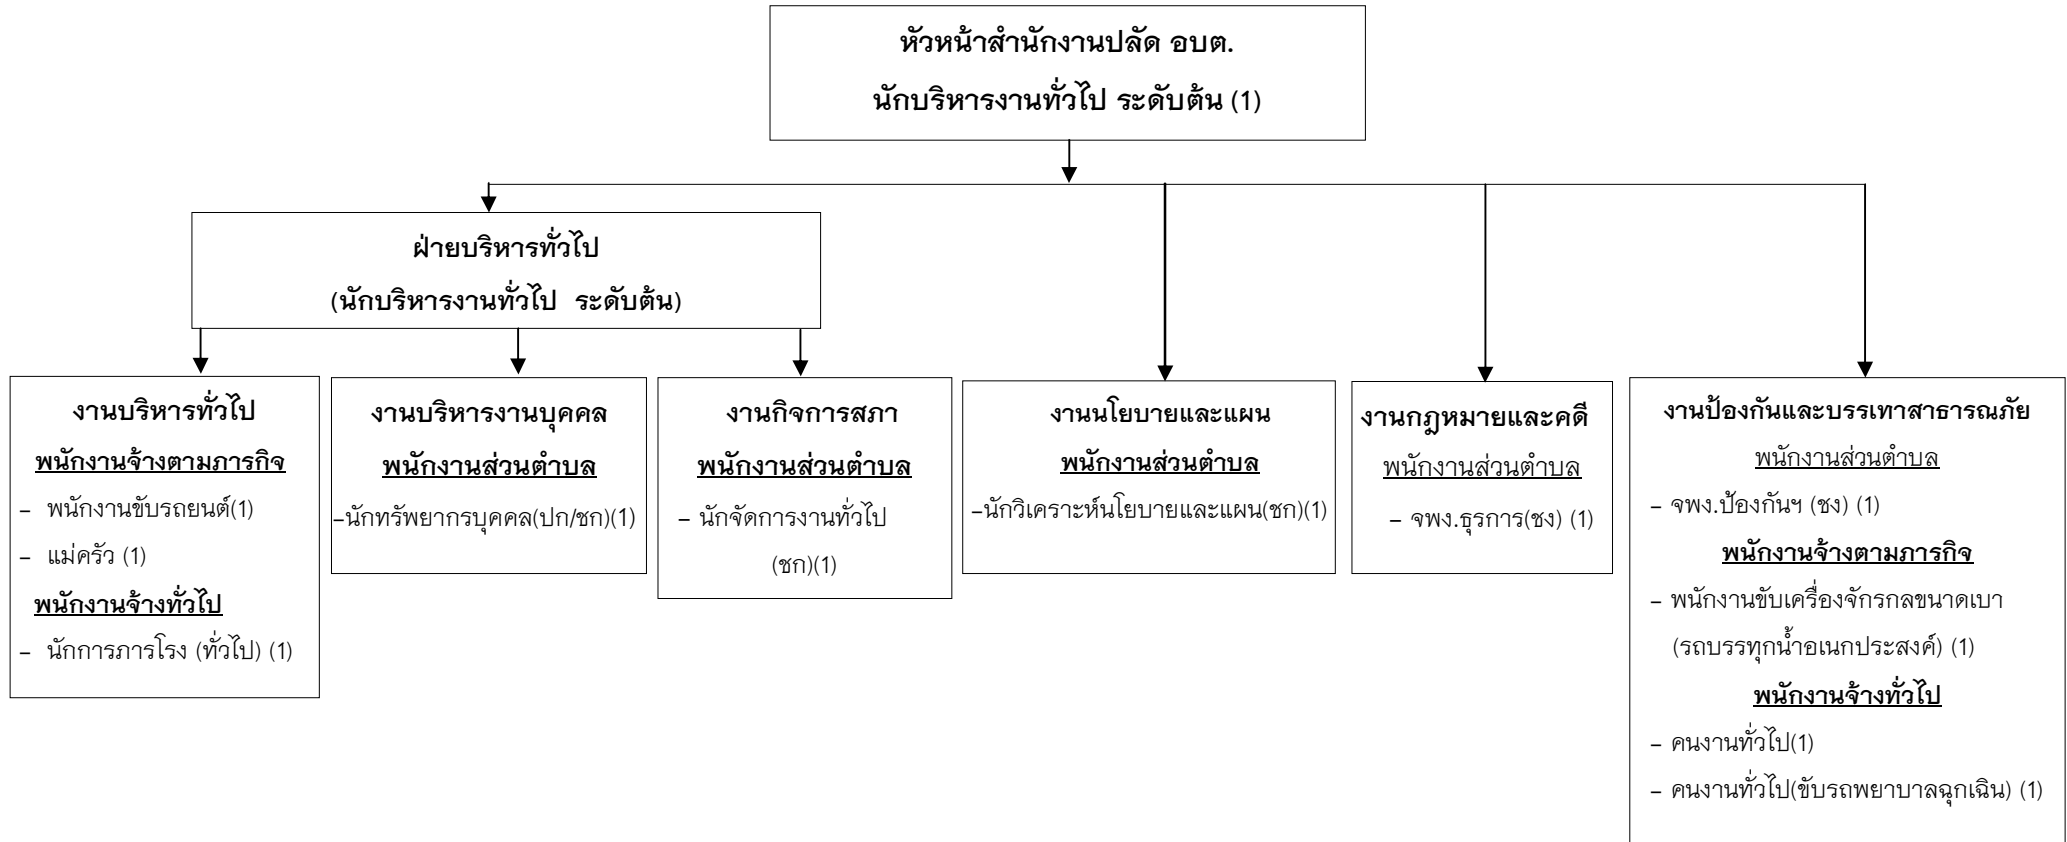 หัวหน้าสำนักงานปลัด อบต.
นักบริหารงานทั่วไป ระดับต้น (1)
ฝ่ายบริหารทั่วไป
(นักบริหารงานทั่วไป ระดับต้น)
งานบริหารทั่วไป
พนักงานจ้างตามภารกิจ
- พนักงานขับรถยนต์(1)
- แม่ครัว (1)
พนักงานจ้างทั่วไป
- นักการภารโรง (ทั่วไป) (1)
งานบริหารงานบุคคล
พนักงานส่วนตำบล
-นักทรัพยากรบุคคล(ปก/ชก)(1)
งานกิจการสภา
พนักงานส่วนตำบล
- นักจัดการงานทั่วไป
(ชก)(1)
งานนโยบายและแผน
พนักงานส่วนตำบล
-นักวิเคราะห์นโยบายและแผน(ชก)(1)
งานกฎหมายและคดี
พนักงานส่วนตำบล
- จพง.ธุรการ(ชง) (1)
งานป้องกันและบรรเทาสาธารณภัย
พนักงานส่วนตำบล
- จพง.ป้องกันฯ (ชง) (1)
พนักงานจ้างตามภารกิจ
- พนักงานขับเครื่องจักรกลขนาดเบา
(รถบรรทุกน้ำอเนกประสงค์) (1)
พนักงานจ้างทั่วไป
- คนงานทั่วไป(1)
- คนงานทั่วไป(ขับรถพยาบาลฉุกเฉิน) (1)